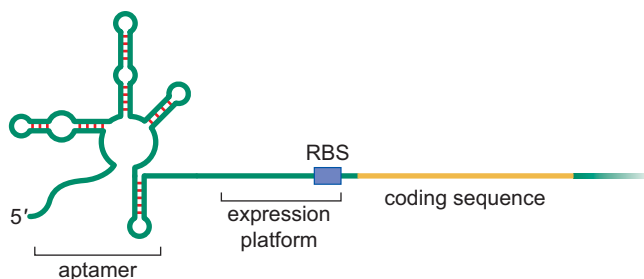 RBS
coding sequence
5′
expression
platform
aptamer